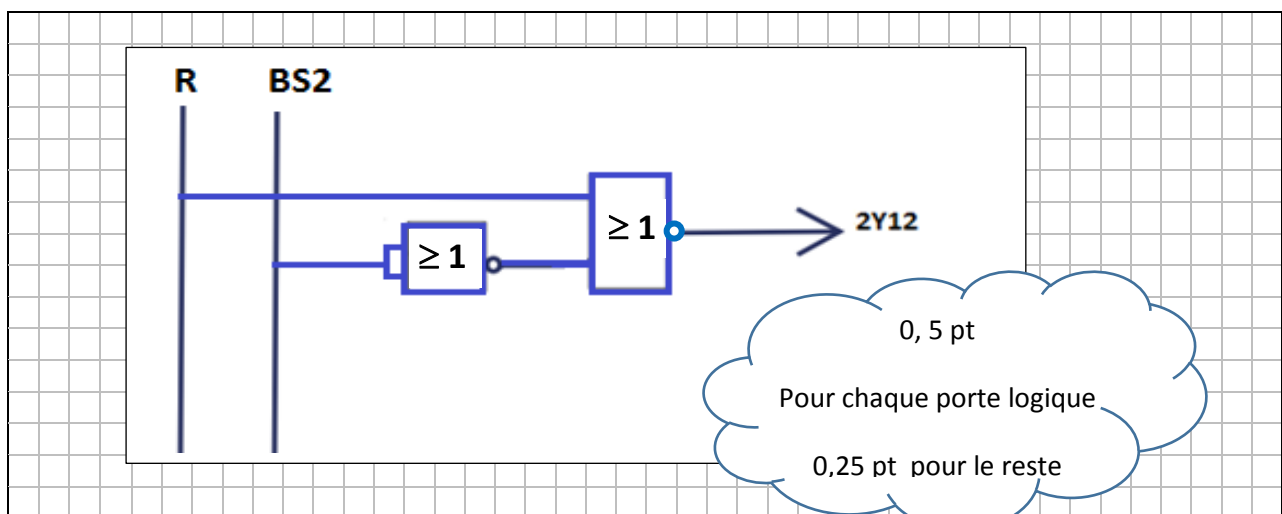 R BS2
≥ 1
≥ 1
2Y12
0, 5 pt
Pour chaque porte logique
0,25 pt pour le reste